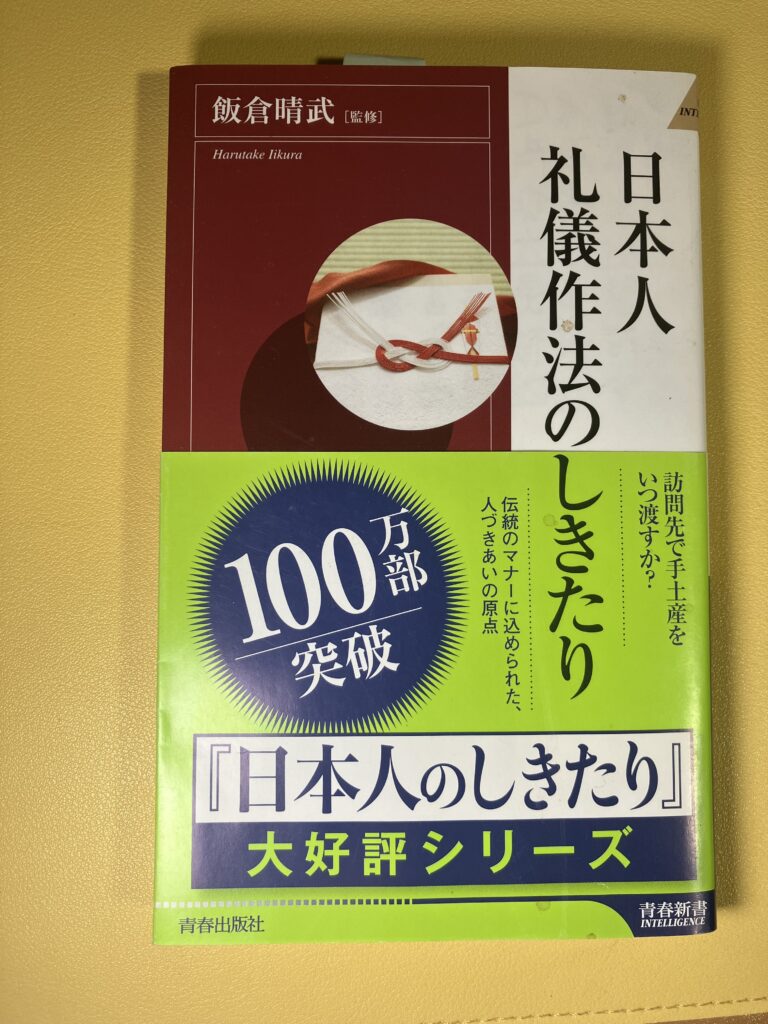 飯倉晴武[監修]
Harutake Iikura
日本人
礼儀作法のしきたり
訪問先で手土産を
いつ渡すか?
伝統のマナーに込められた、
人づきあいの原点
100万部
突破
『日本人のしきたり』
大好評シリーズ
青春出版社
青春新書
INTELLIGENCE